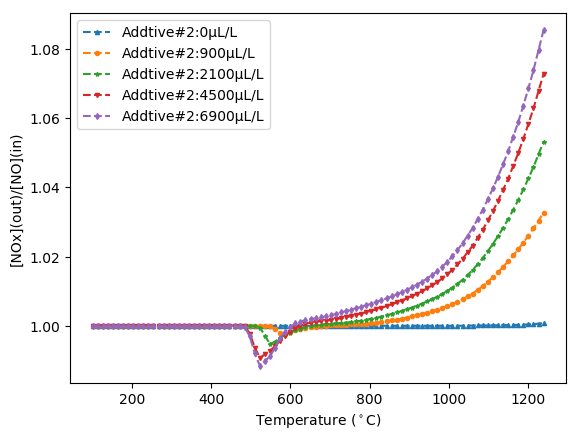 Addtive#2:0μL/L
Addtive#2:900μL/L
Addtive#2:2100μL/L
Addtive#2:4500μL/L
Addtive#2:6900μL/L
1.08
1.06
1.04
1.02
1.00
[NOx](out)/[NO](in)
200 400 600 800 1000 1200
Temperature (°C)